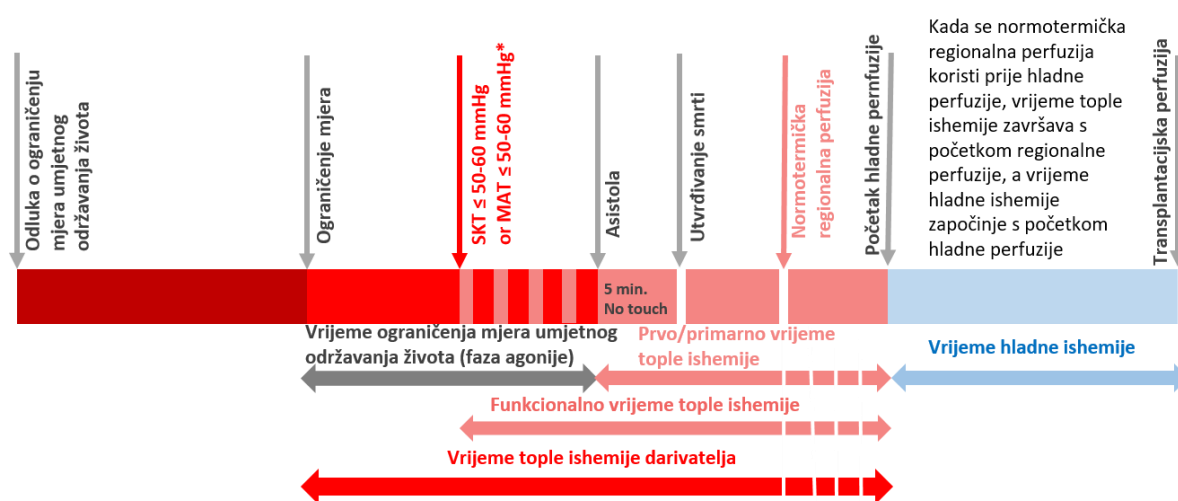 Odluka o ograničenju
mjera umjetnog
održavanja života
Ograničenje mjera
SKT ≤ 50-60 mmHg
or MAT ≤ 50-60 mmHg*
Asistola
Utvrđivanje smrti
Normotermička
regionalna perfuzija
Početak hladne pernfuzije
Kada se normotermička
regionalna perfuzija
koristi prije hladne
perfuzije, vrijeme tople
ishemije završava s
početkom regionalne
perfuzije, a vrijeme
hladne ishemije
započinje s početkom
hladne perfuzije
Transplantacijska perfuzija
5 min.
No touch
Vrijeme ograničenja mjera umjetnog
održavanja života (faza agonije)
Prvo/primarno vrijeme
tople ishemije
Vrijeme hladne ishemije
Funkcionalno vrijeme tople ishemije
Vrijeme tople ishemije darivatelja